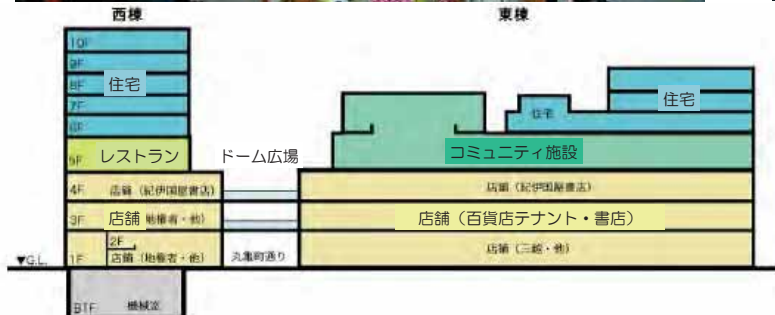 西棟
東棟
10F
9F
8F
住宅
7F
6F
住宅
住宅
5F
レストラン
ドーム広場
コミュニティ施設
4F
店舗（紀伊国屋書店）
店舗（紀伊国屋書店）
3F
店舗
地権者・他）
店舗（百貨店テナント・書店）
2F
1F
店舗（地権者・他）
丸亀町通り
店舗（三越・他）
▼G.L.
B1F
機械室